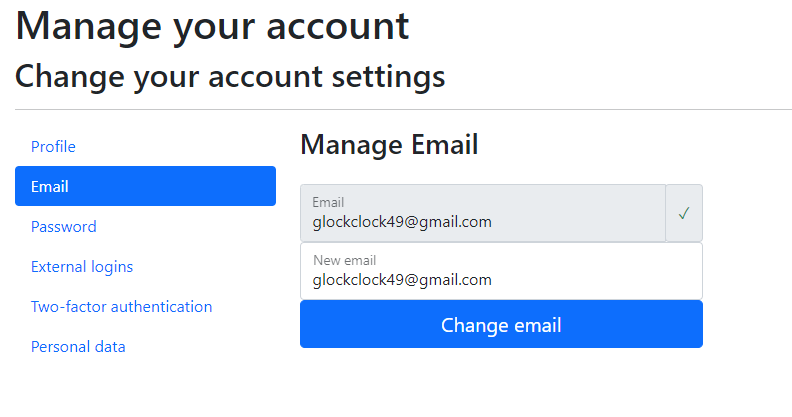 Manage your account
Change your account settings
Profile
Email
Password
External logins
Two-factor authentication
Personal data
Manage Email
Email
glockclock49@gmail.com
✓
New email
glockclock49@gmail.com
Change email